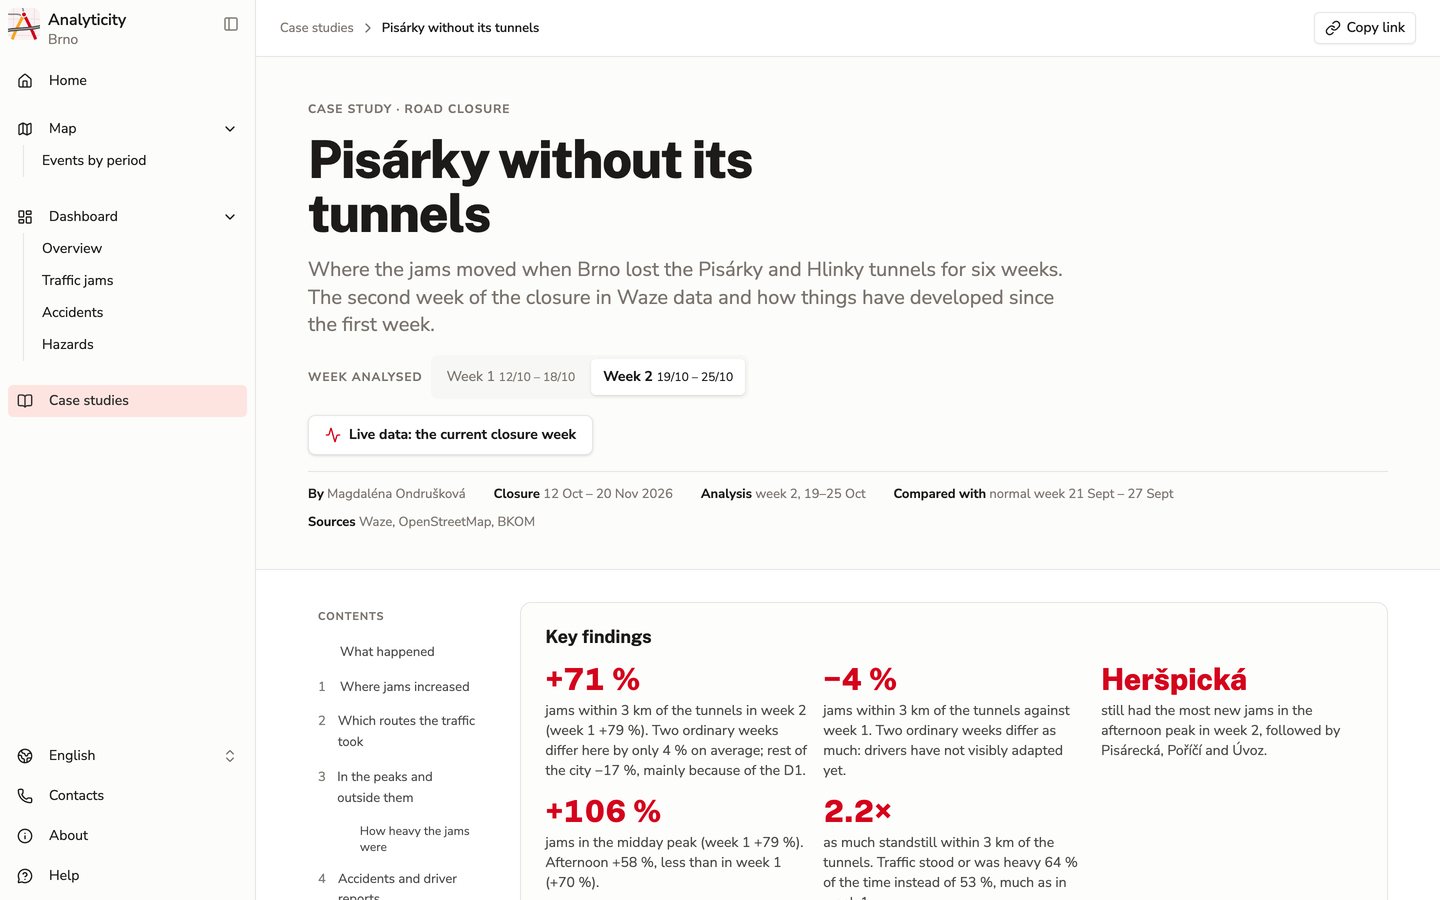 Analyticity
Brno
Home
Map
Events by period
Dashboard
Overview
Traffic jams
Accidents
Hazards
Case studies
English
Contacts
About
Help
Case studies > Pisárky without its tunnels
Copy link
CASE STUDY · ROAD CLOSURE
Pisárky without its
tunnels
Where the jams moved when Brno lost the Pisárky and Hlinky tunnels for six weeks.
The second week of the closure in Waze data and how things have developed since
the first week.
WEEK ANALYSED Week 1 12/10 – 18/10 Week 2 19/10 – 25/10
Live data: the current closure week
By Magdaléna Ondrušková Closure 12 Oct – 20 Nov 2026 Analysis week 2, 19–25 Oct Compared with normal week 21 Sept – 27 Sept
Sources Waze, OpenStreetMap, BKOM
CONTENTS
What happened
1 Where jams increased
2 Which routes the traffic
took
3 In the peaks and
outside them
How heavy the jams
were
4 Accidents and driver
reports
Key findings
+71 %
jams within 3 km of the tunnels in week 2
(week 1 +79 %). Two ordinary weeks
differ here by only 4 % on average; rest of
the city −17 %, mainly because of the D1.
−4 %
jams within 3 km of the tunnels against
week 1. Two ordinary weeks differ as
much: drivers have not visibly adapted
yet.
Heršpická
still had the most new jams in the
afternoon peak in week 2, followed by
Pisárecká, Poříčí and Úvoz.
+106 %
jams in the midday peak (week 1 +79 %).
Afternoon +58 %, less than in week 1
(+70 %).
2.2×
as much standstill within 3 km of the
tunnels. Traffic stood or was heavy 64 %
of the time instead of 53 %, much as in